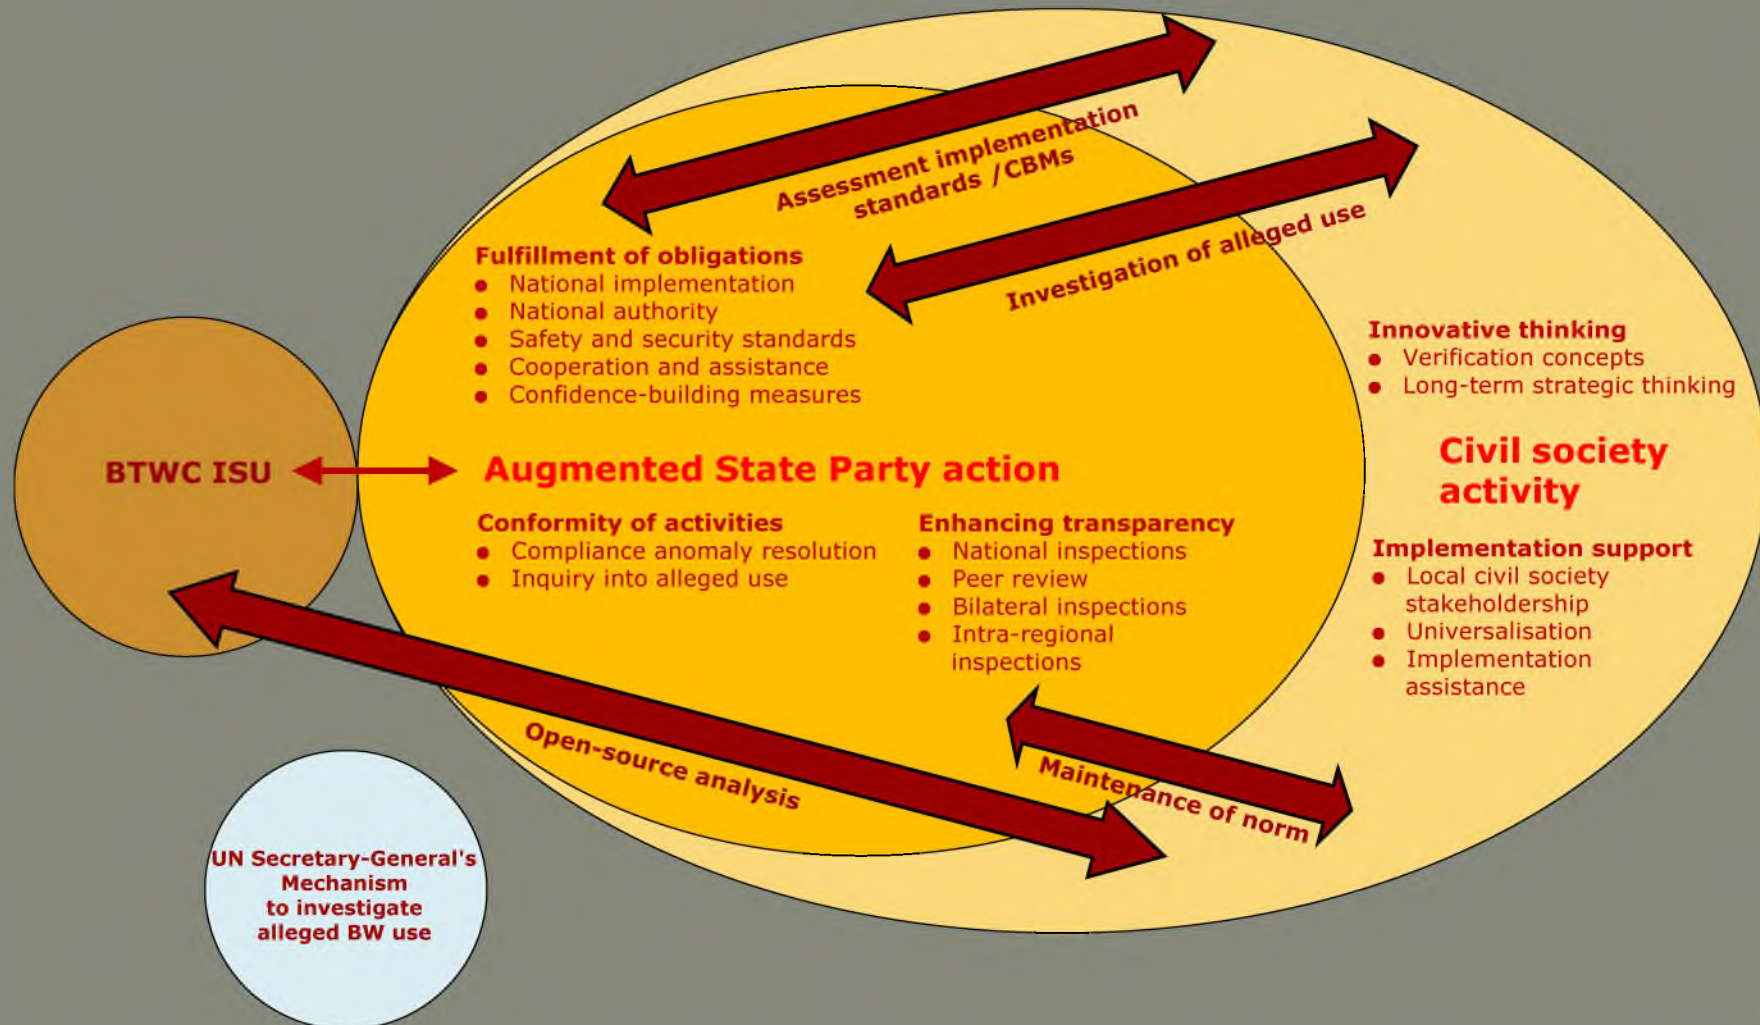 Assessment implementation
standards /CBMs
Investigation of alleged use
Fulfillment of obligations
● National implementation
● National authority
● Safety and security standards
● Cooperation and assistance
● Confidence-building measures
Innovative thinking
● Verification concepts
● Long-term strategic thinking
BTWC ISU
Augmented State Party action
Civil society
activity
Conformity of activities
● Compliance anomaly resolution
● Inquiry into alleged use
Enhancing transparency
● National inspections
● Peer review
● Bilateral inspections
● Intra-regional
inspections
Implementation support
● Local civil society
stakeholdership
● Universalisation
● Implementation
assistance
Open-source analysis
Maintenance of norm
UN Secretary-General's
Mechanism
to investigate
alleged BW use